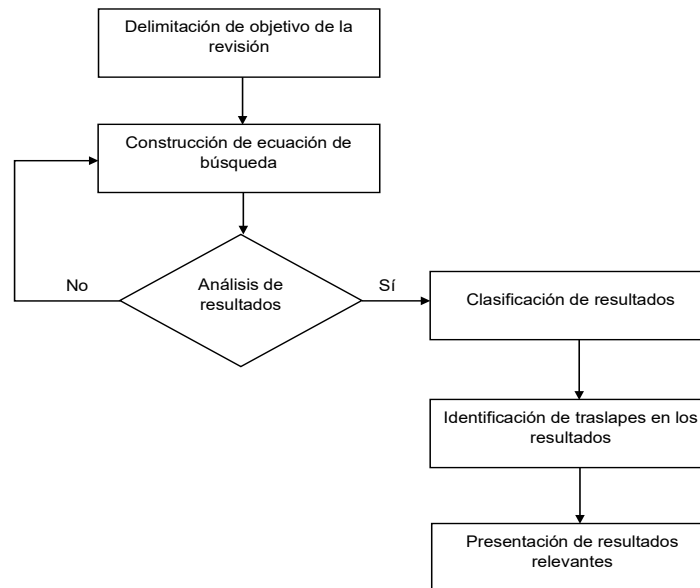 Delimitación de objetivo de la
revisión
Construcción de ecuación de
búsqueda
No
Análisis de
resultados
Sí
Clasificación de resultados
Identificación de traslapes en los
resultados
Presentación de resultados
relevantes